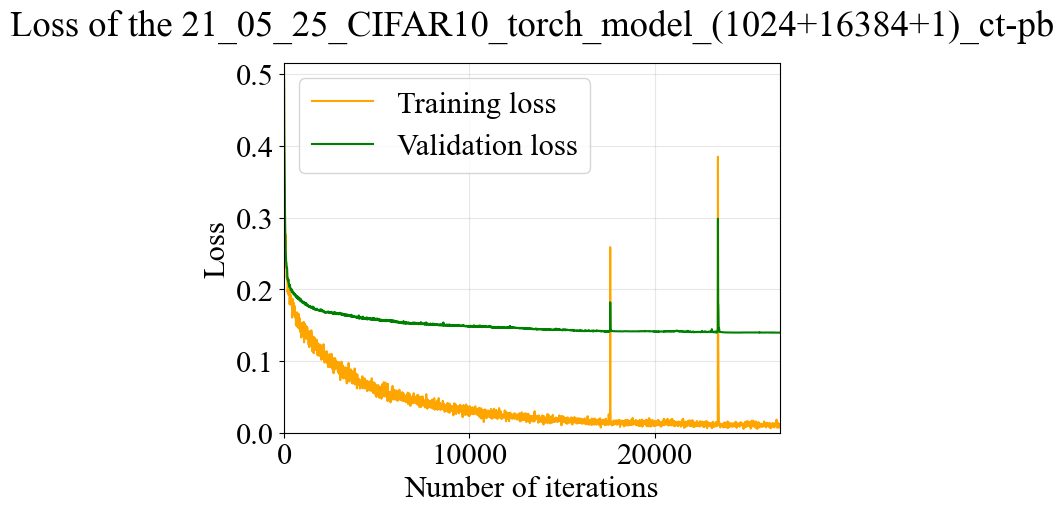 Loss of the 21_05_25_CIFAR10_torch_model_(1024+16384+1)_ct-pb
0.5
0.4
0.3
0.2
0.1
0.0
Loss
Training loss
Validation loss
0 10000 20000
Number of iterations